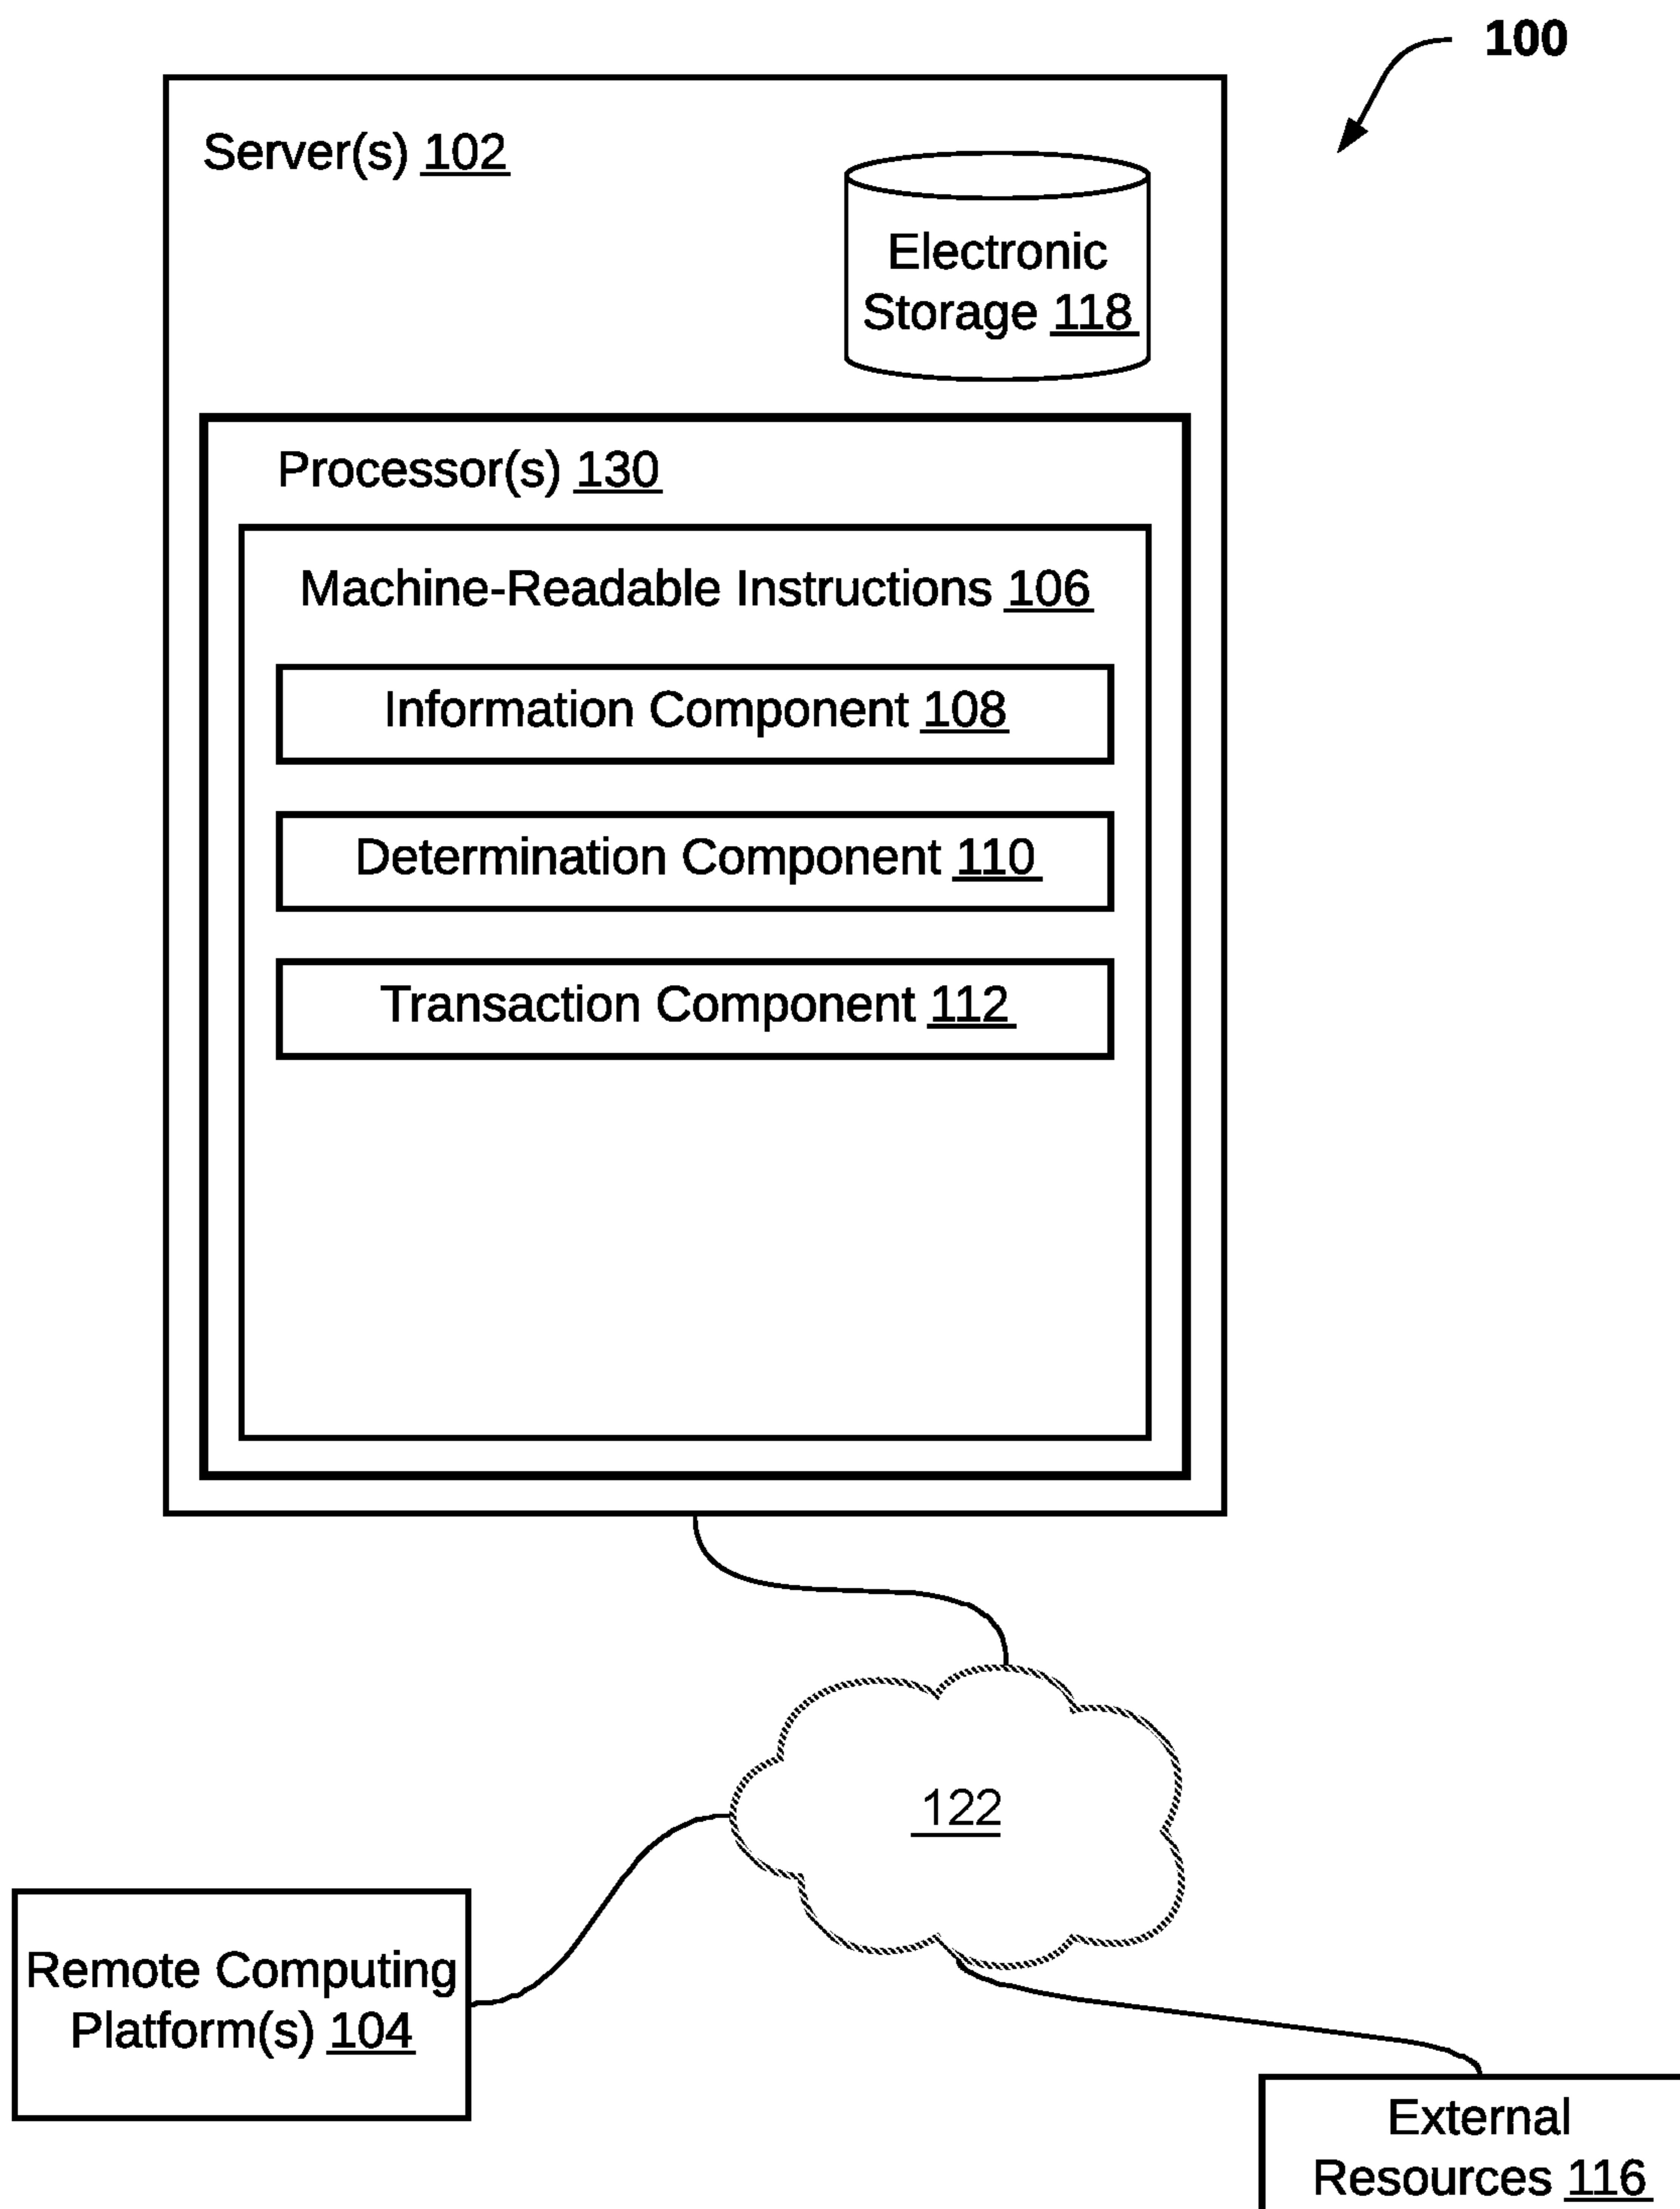 100
Server(s) 102
Electronic
Storage 118
Processor(s) 130
Machine-Readable Instructions 106
Information Component 108
Determination Component 110
Transaction Component 112
122
Remote Computing
Platform(s) 104
External
Resources 116